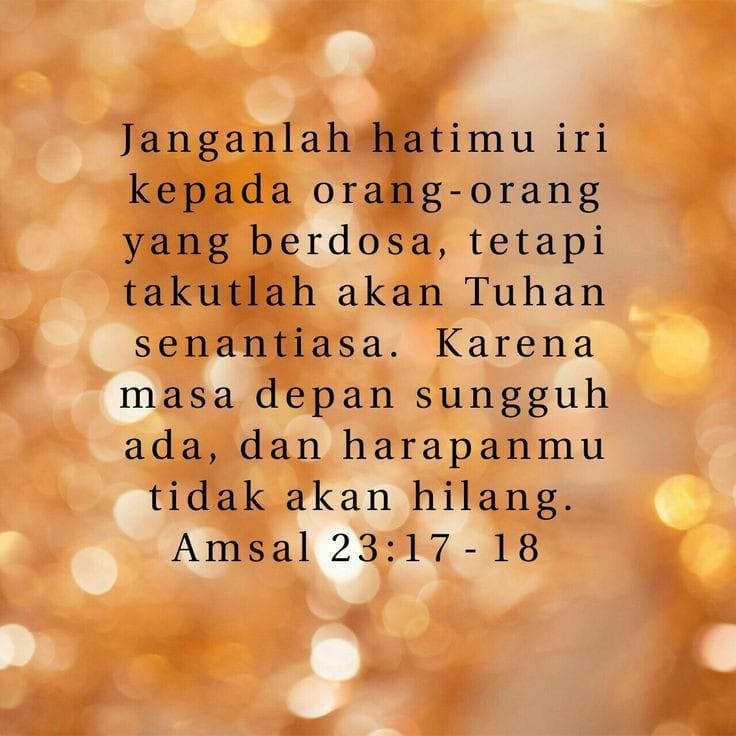 Janganlah hatimu iri
kepada orang-orang
yang berdosa, tetapi
takutlah akan Tuhan
senantiasa. Karena
masa depan sungguh
ada, dan harapanmu
tidak akan hilang.
Amsal 23:17 - 18